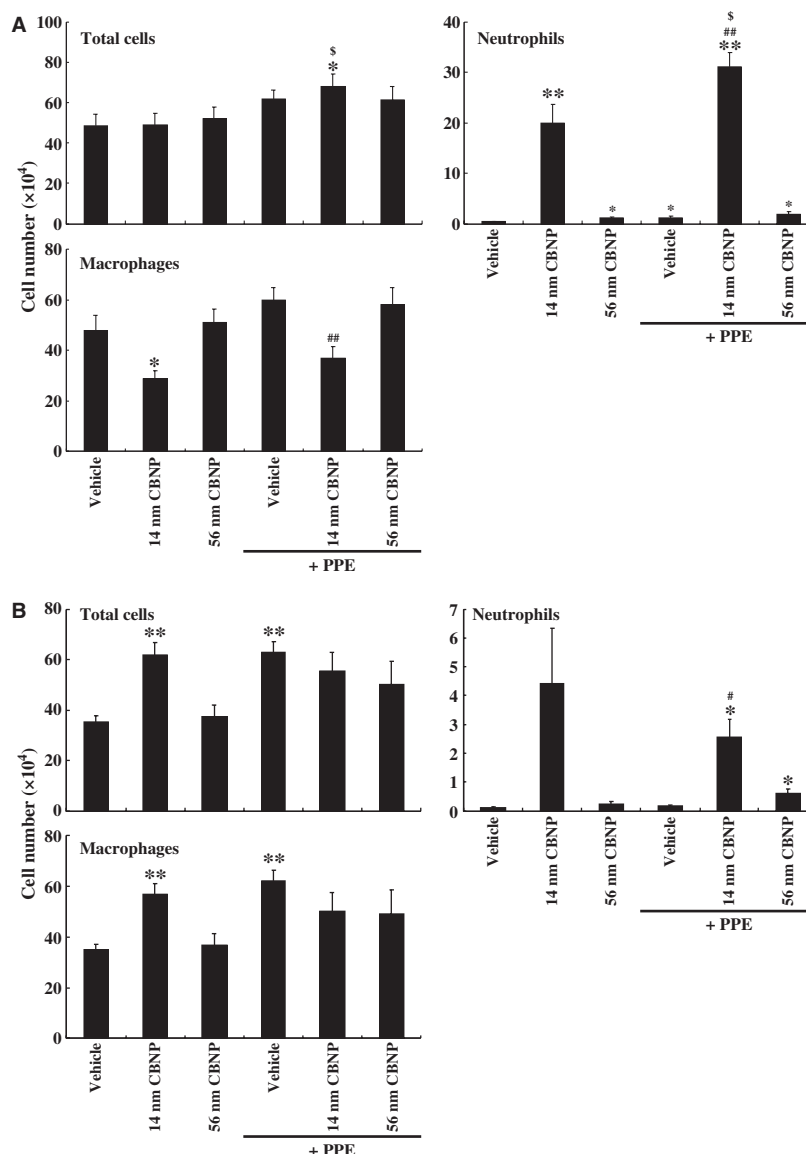 A
Total cells
100
80
60
40
20
0
$
*
Neutrophils
40
30
20
10
0
**
*
*
$
##
**
*
Vehicle
14 nm CBNP
56 nm CBNP
Vehicle
14 nm CBNP
56 nm CBNP
+ PPE
Cell number (×10⁴)
Macrophages
80
60
40
20
0
*
##
Vehicle
14 nm CBNP
56 nm CBNP
Vehicle
14 nm CBNP
56 nm CBNP
+ PPE
B
Total cells
80
60
40
20
0
**
**
Neutrophils
7
6
5
4
3
2
1
0
#
*
*
Vehicle
14 nm CBNP
56 nm CBNP
Vehicle
14 nm CBNP
56 nm CBNP
+ PPE
Cell number (×10⁴)
Macrophages
80
60
40
20
0
**
**
Vehicle
14 nm CBNP
56 nm CBNP
Vehicle
14 nm CBNP
56 nm CBNP
+ PPE